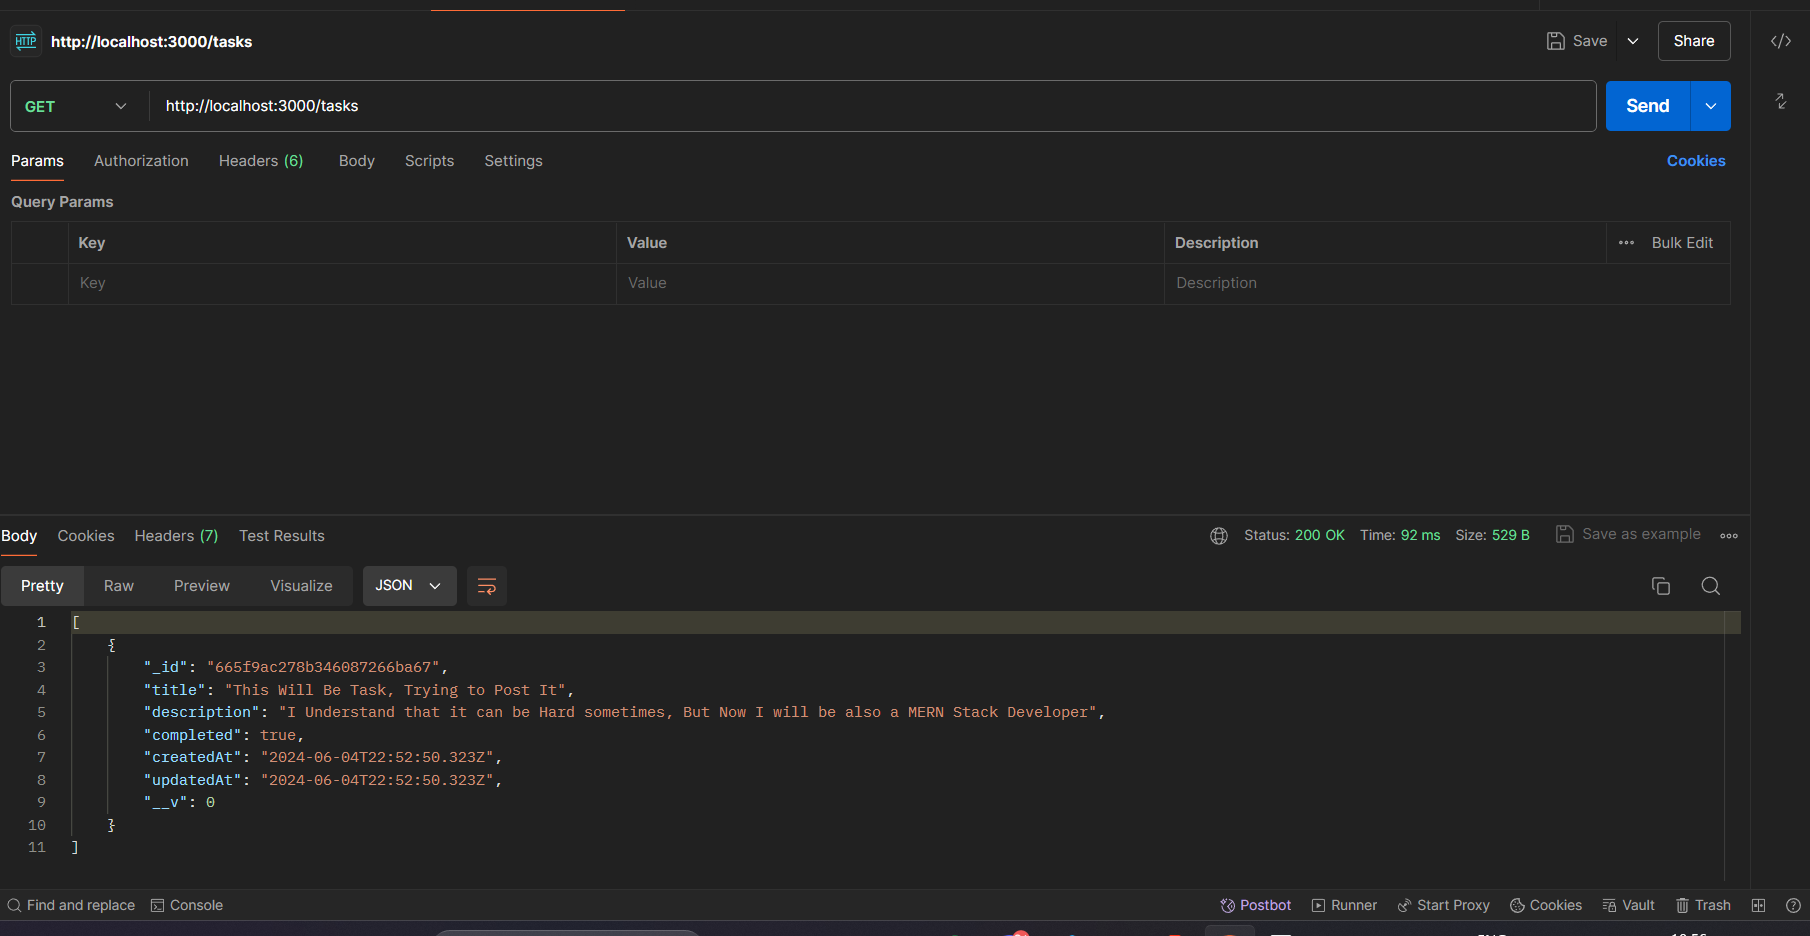 HTTP http://localhost:3000/tasks Save Share
GET http://localhost:3000/tasks Send
Params Authorization Headers (6) Body Scripts Settings Cookies
Query Params
Key Value Description Bulk Edit
Key Value Description
Body Cookies Headers (7) Test Results Status: 200 OK Time: 92 ms Size: 529 B Save as example
Pretty Raw Preview Visualize JSON
1 [
2 {
3 "_id": "665f9ac278b346087266ba67",
4 "title": "This Will Be Task, Trying to Post It",
5 "description": "I Understand that it can be Hard sometimes, But Now I will be also a MERN Stack Developer",
6 "completed": true,
7 "createdAt": "2024-06-04T22:52:50.323Z",
8 "updatedAt": "2024-06-04T22:52:50.323Z",
9 "__v": 0
10 }
11 ]
Find and replace Console Postbot Runner Start Proxy Cookies Vault Trash